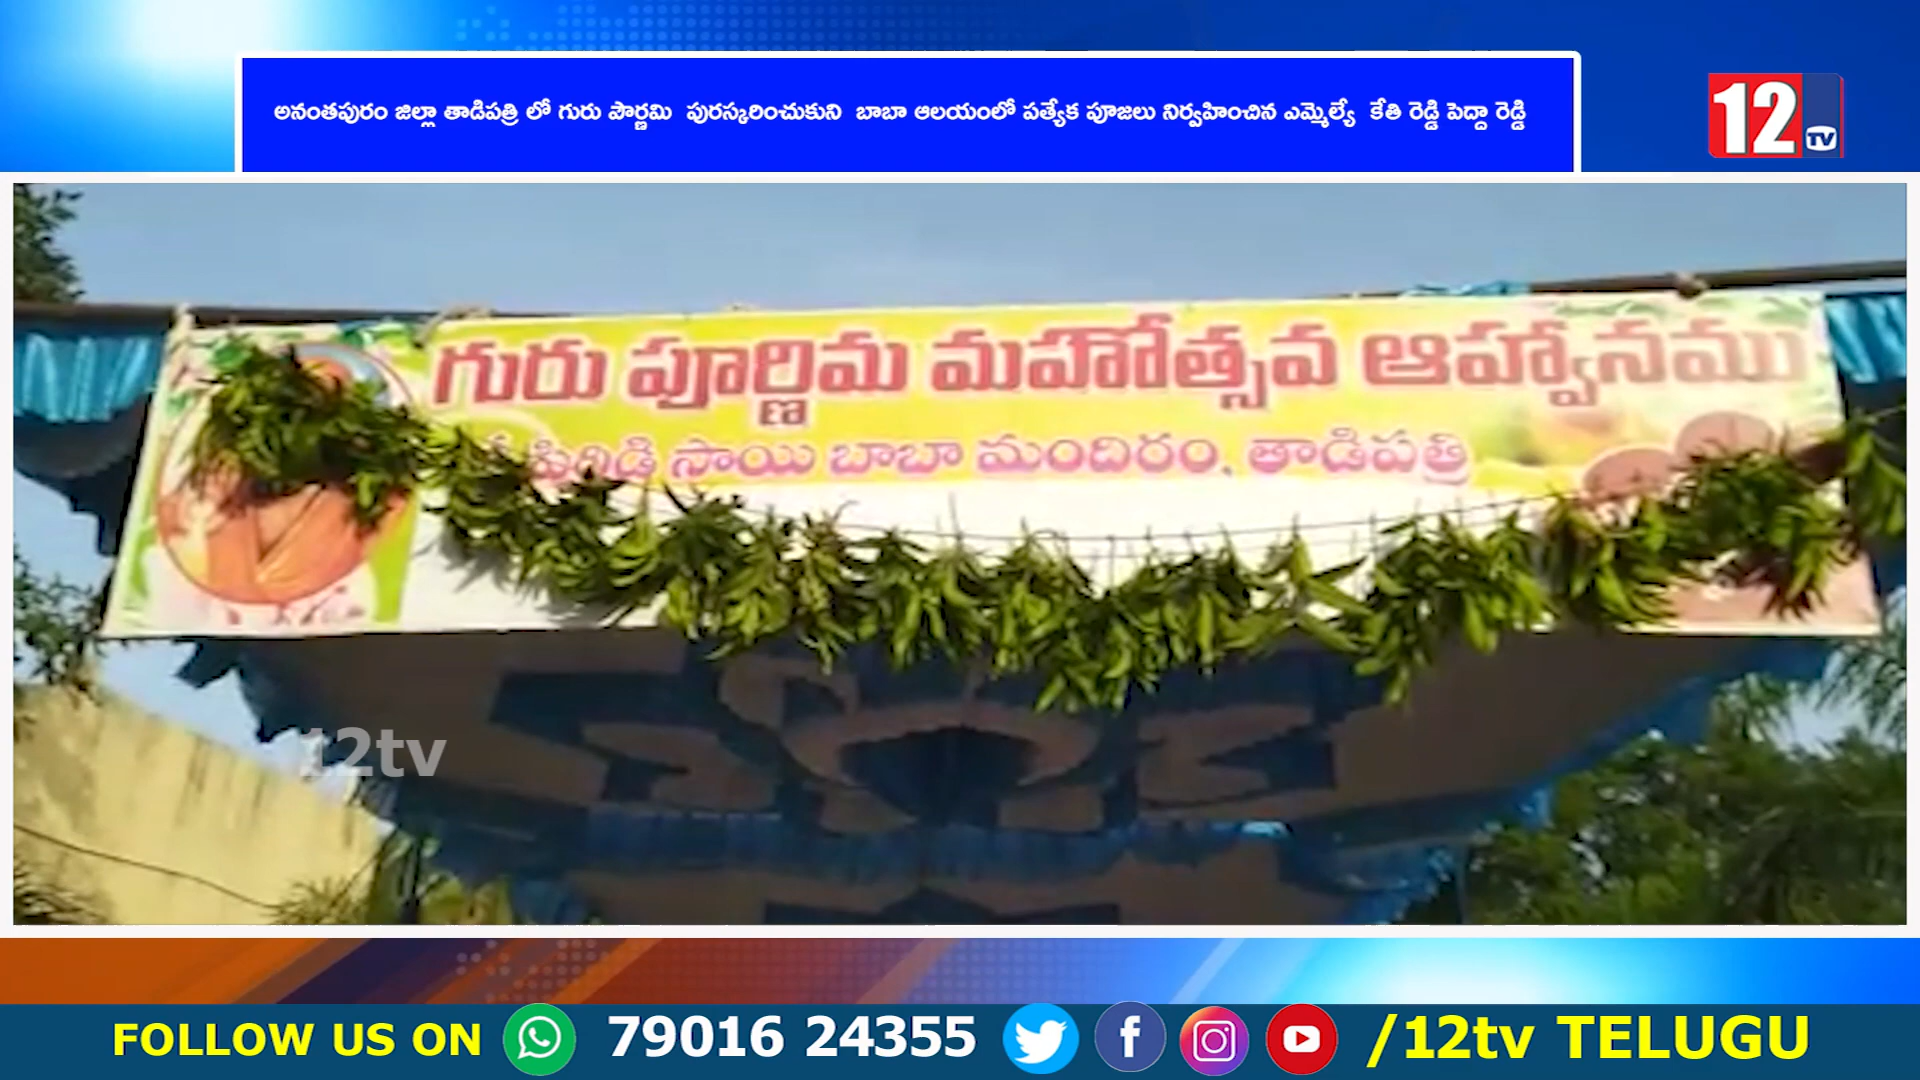 అనంతపురం జిల్లా తాడిపత్రి లో గురు పౌర్ణమి పురస్కరించుకుని బాబా ఆలయంలో పత్యేక పూజలు నిర్వహించిన ఎమ్మెల్యే కేతి రెడ్డి పెద్దా రెడ్డి
12
TV
గురు పూర్ణిమ మహోత్సవ ఆహ్వానము
సాయి బాబా మందిరం, తాడిపత్రి
12tv
FOLLOW US ON 79016 24355 /12tv TELUGU